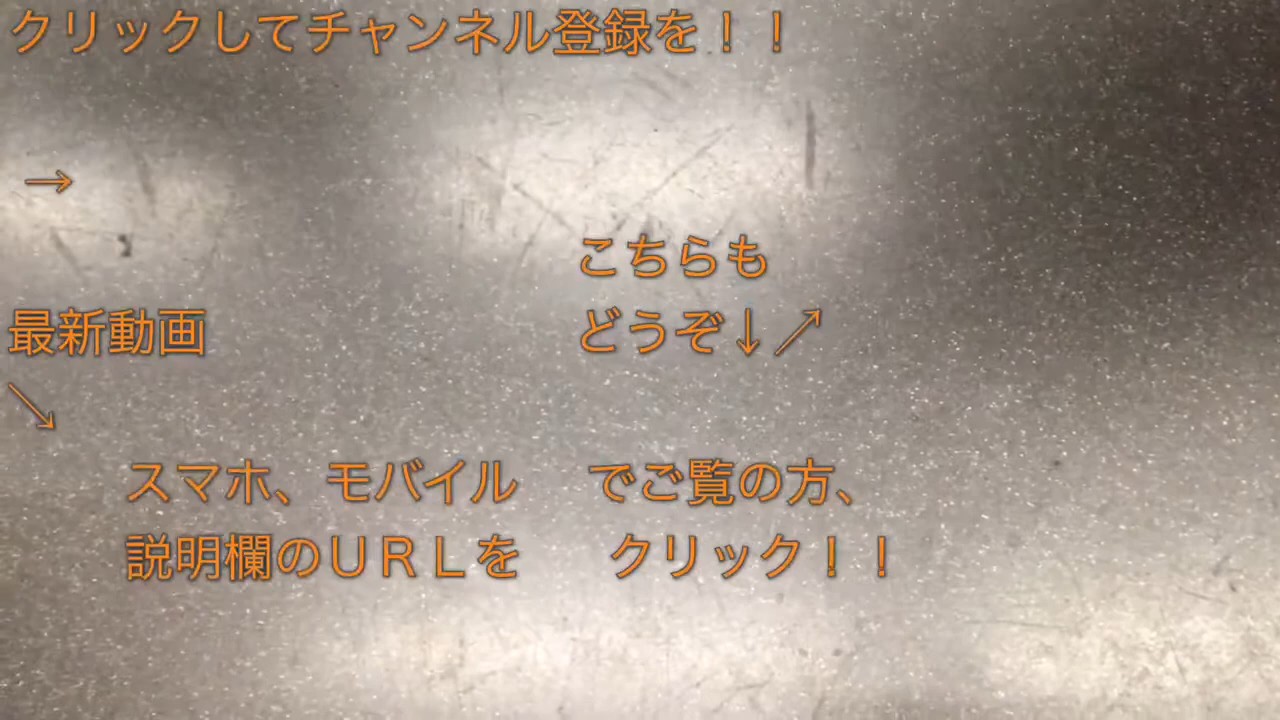 クリックしてチャンネル登録を！！
→
こちらも
どうぞ↓↗
最新動画
↘
スマホ、モバイル　でご覧の方、
説明欄のＵＲＬを　クリック！！